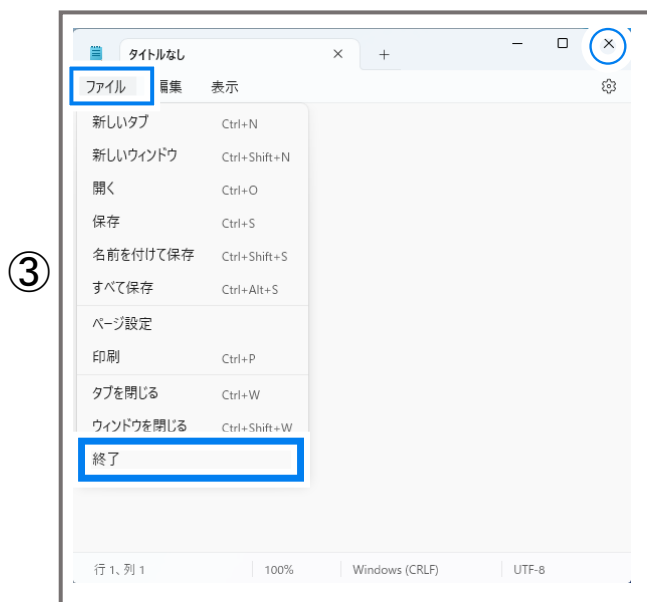 ③
タイトルなし
ファイル 編集 表示
新しいタブ Ctrl+N
新しいウィンドウ Ctrl+Shift+N
開く Ctrl+O
保存 Ctrl+S
名前を付けて保存 Ctrl+Shift+S
すべて保存 Ctrl+Alt+S
ページ設定
印刷 Ctrl+P
タブを閉じる Ctrl+W
ウィンドウを閉じる Ctrl+Shift+W
終了
行 1、列 1 100% Windows (CRLF) UTF-8